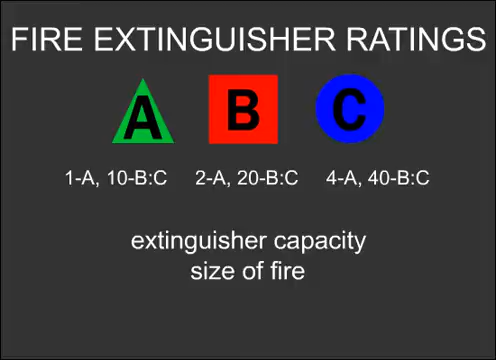 FIRE EXTINGUISHER RATINGS
A B C
1-A, 10-B:C 2-A, 20-B:C 4-A, 40-B:C
extinguisher capacity
size of fire